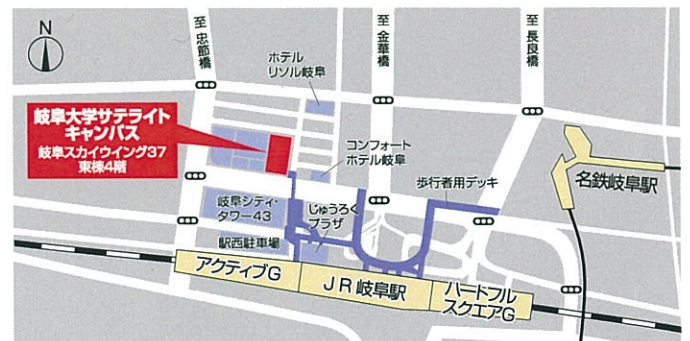 N
至 忠節橋
至 金華橋
至 長良橋
ホテル
リソル岐阜
岐阜大学サテライト
キャンパス
岐阜スカイウイング37
東棟4階
コンフォート
ホテル岐阜
歩行者用デッキ
名鉄岐阜駅
岐阜シティ・
タワー43
じゅうろく
プラザ
駅西駐車場
アクティブG
JR岐阜駅
ハートフル
スクエアG